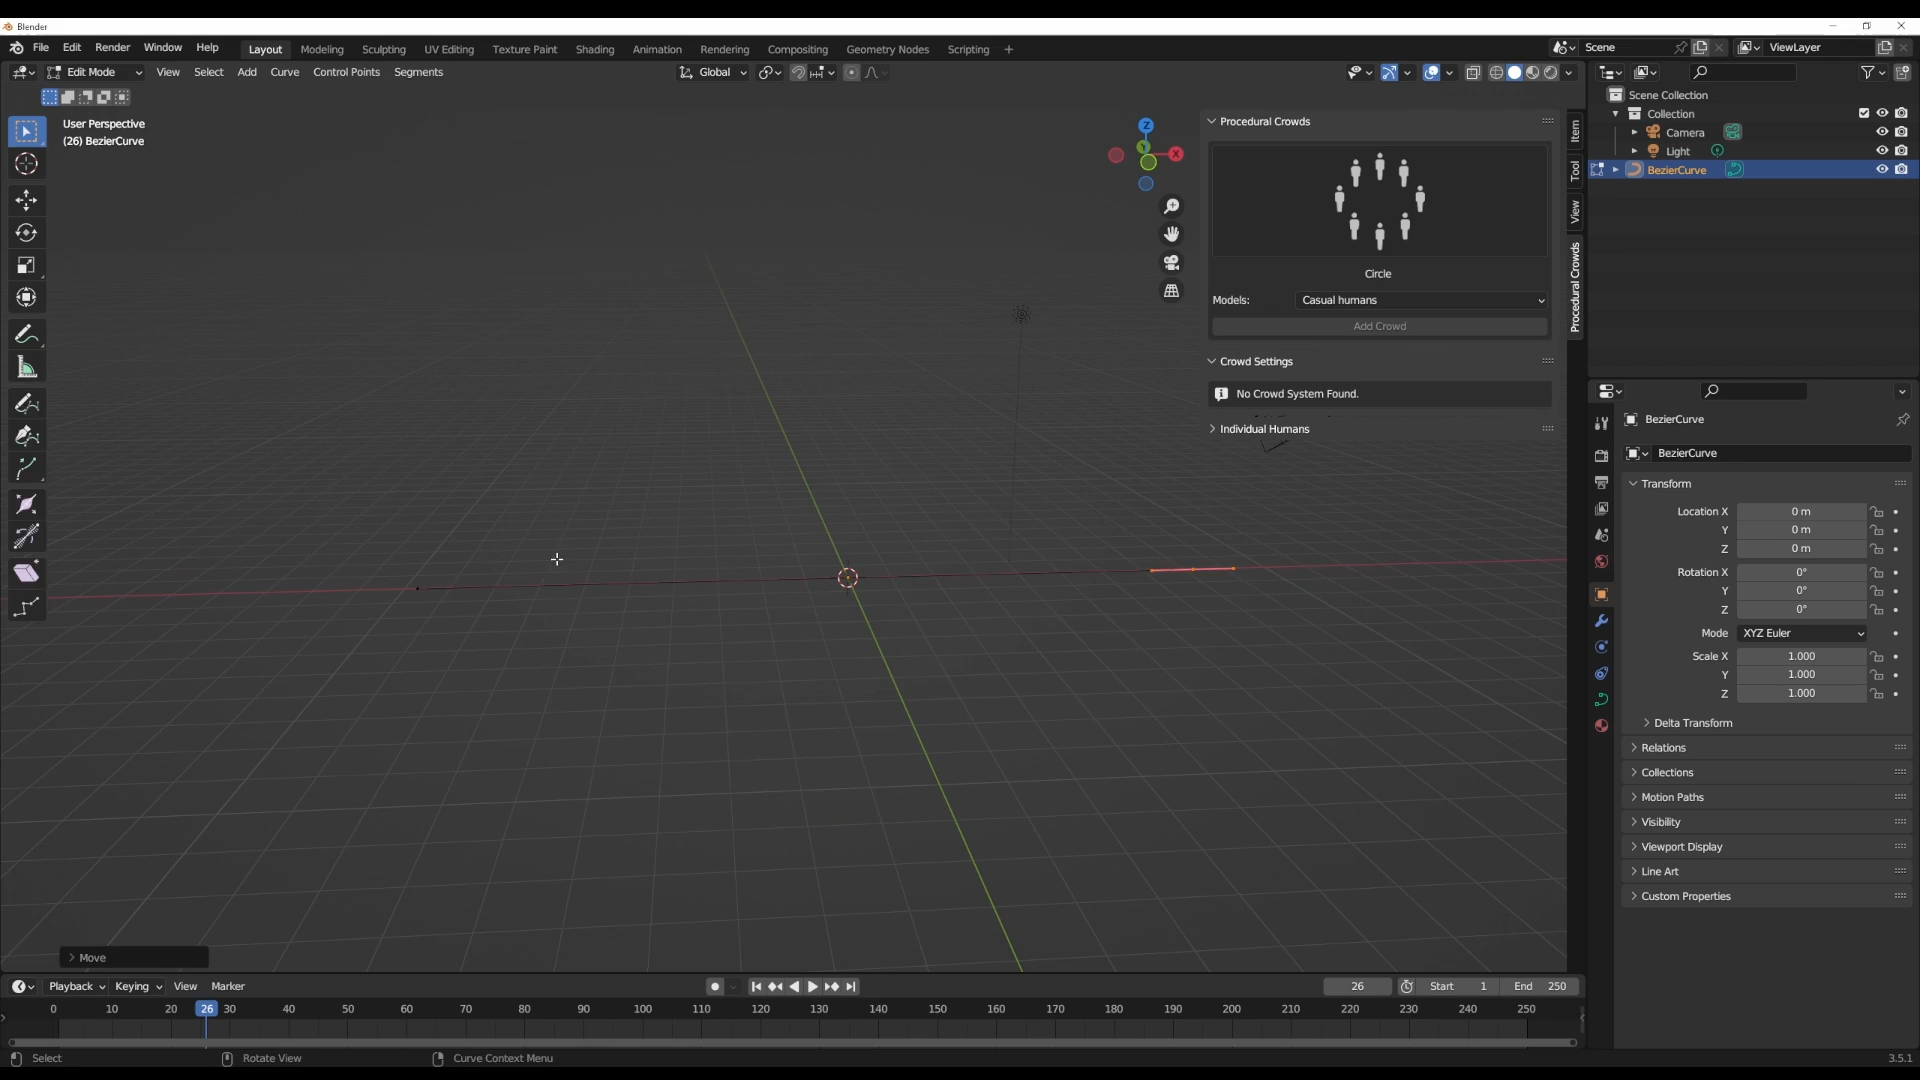 Blender
File Edit Render Window Help Layout Modeling Sculpting UV Editing Texture Paint Shading Animation Rendering Compositing Geometry Nodes Scripting + Scene ViewLayer
Edit Mode View Select Add Curve Control Points Segments Global
User Perspective
(26) BezierCurve
Z
Y
X
Procedural Crowds
Circle
Models: Casual humans
Add Crowd
Crowd Settings
No Crowd System Found.
Individual Humans
Item
Tool
View
Procedural Crowds
Scene Collection
Collection
Camera
Light
BezierCurve
BezierCurve
BezierCurve
Transform
Location X 0 m
Y 0 m
Z 0 m
Rotation X 0°
Y 0°
Z 0°
Mode XYZ Euler
Scale X 1.000
Y 1.000
Z 1.000
Delta Transform
Relations
Collections
Motion Paths
Visibility
Viewport Display
Line Art
Custom Properties
Move
Playback Keying View Marker 26 Start 1 End 250
0 10 20 26 30 40 50 60 70 80 90 100 110 120 130 140 150 160 170 180 190 200 210 220 230 240 250
Select Rotate View Curve Context Menu 3.5.1